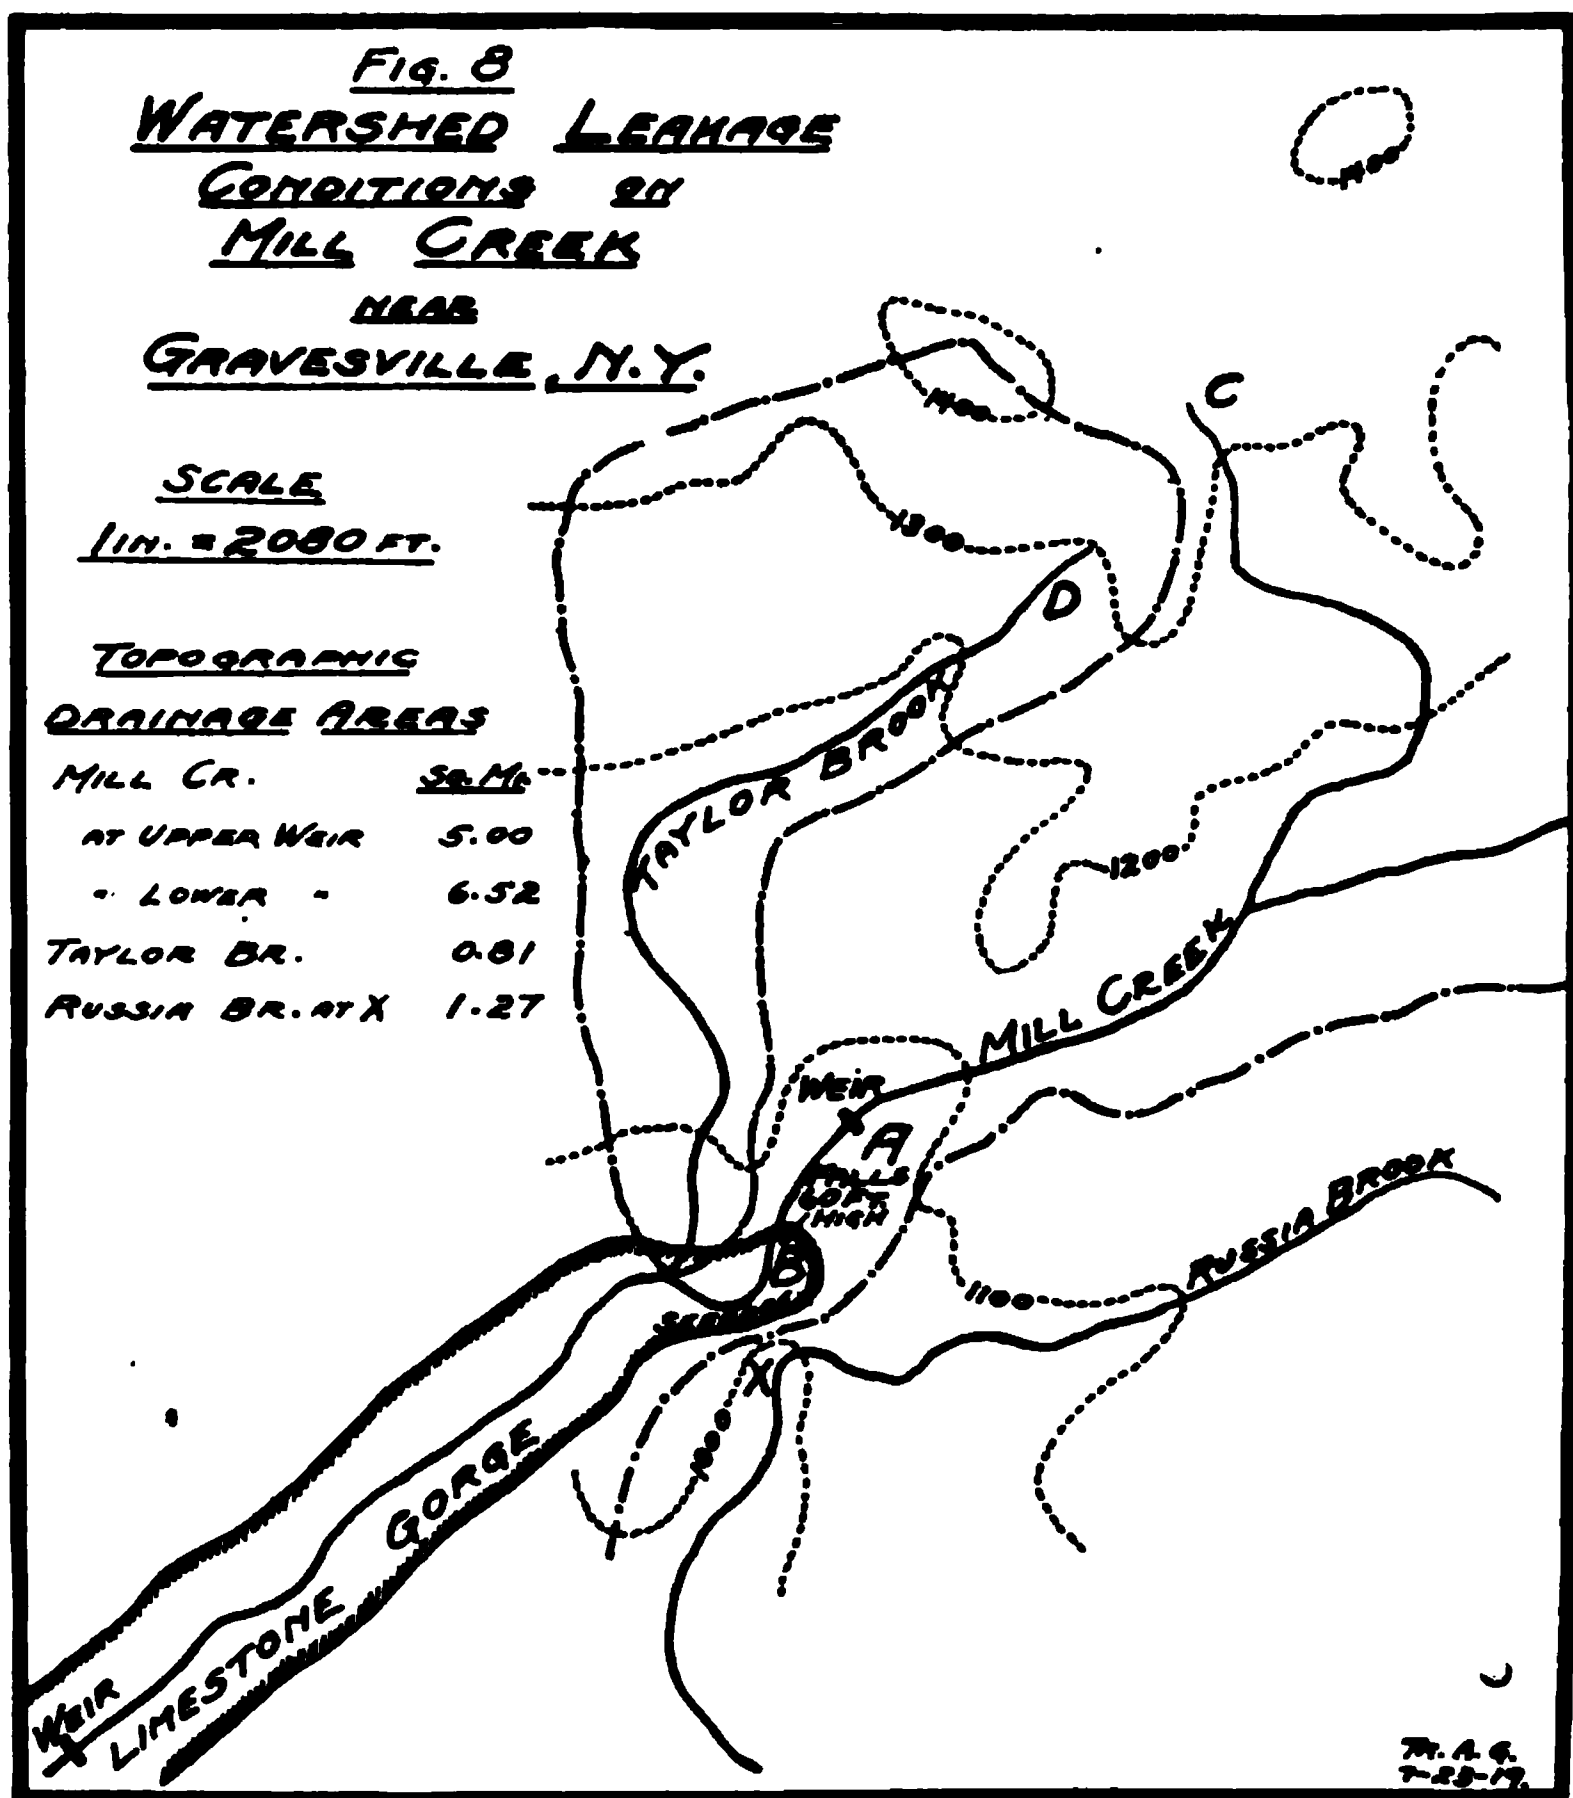 FIG. 8
WATERSHED LEAKAGE
CONDITIONS ON
MILL CREEK
NEAR
GRAVESVILLE, N.Y.
SCALE
1 IN. = 2080 FT.
TOPOGRAPHIC
DRAINAGE AREAS
MILL CR. SQ. MI.
AT UPPER WEIR 5.00
" LOWER " 6.52
TAYLOR BR. 0.81
RUSSIA BR. AT X 1.27
1400
1400
C
1300
D
TAYLOR BROOK
1200
MILL CREEK
WEIR
A
FALLS
60 FT.
HIGH
B
RUSSIA BROOK
1100
X
1000
LIMESTONE GORGE
WEIR
7-23-19.